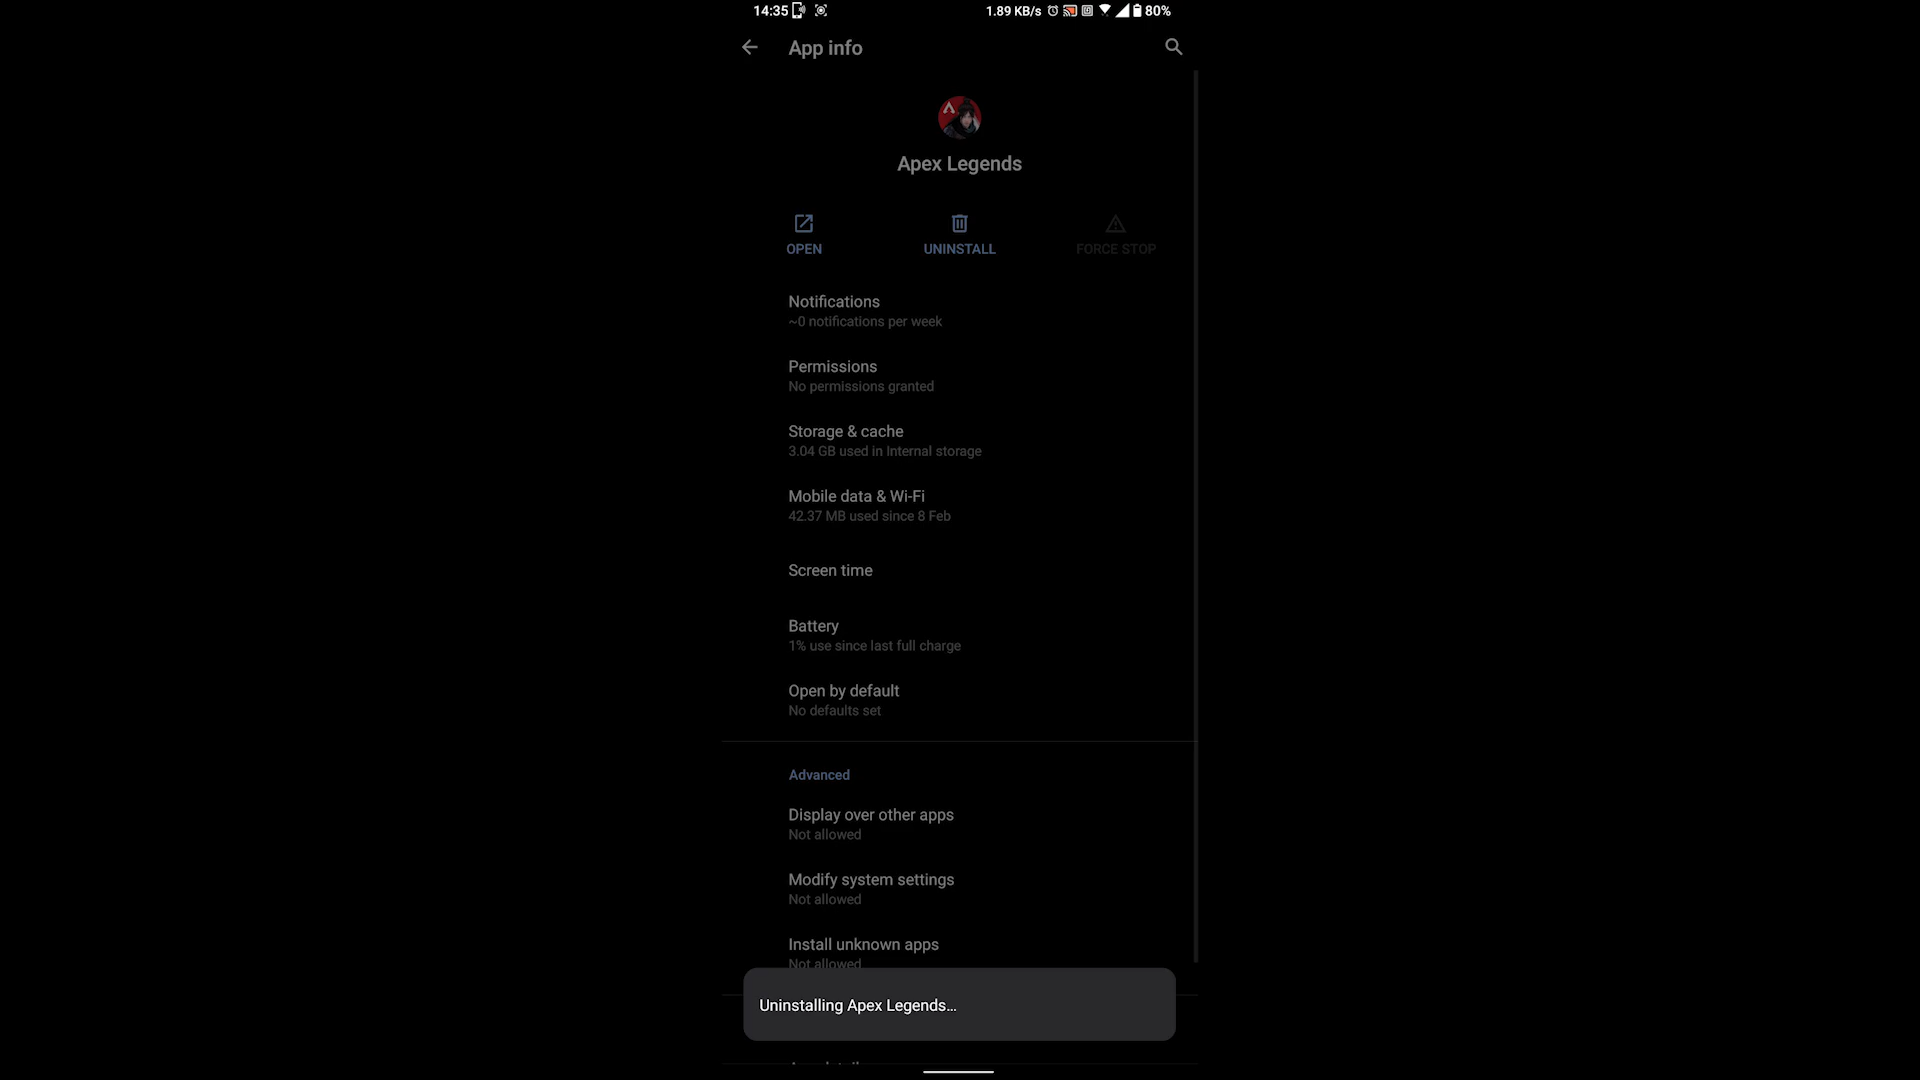 14:35 1.89 KB/s 80%
App info
Apex Legends
OPEN UNINSTALL FORCE STOP
Notifications
~0 notifications per week
Permissions
No permissions granted
Storage & cache
3.04 GB used in Internal storage
Mobile data & Wi-Fi
42.37 MB used since 8 Feb
Screen time
Battery
1% use since last full charge
Open by default
No defaults set
Advanced
Display over other apps
Not allowed
Modify system settings
Not allowed
Install unknown apps
Not allowed
Uninstalling Apex Legends…